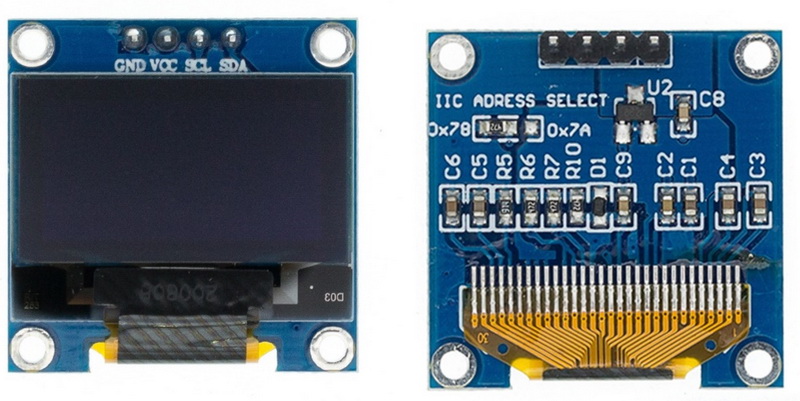 GND VCC SCL SDA
D03
IIC ADRESS SELECT
U2
C8
0x78
0x7A
C6 C5 R5 R6 R7 R10 D1 C9 C2 C1 C4 C3
30
1